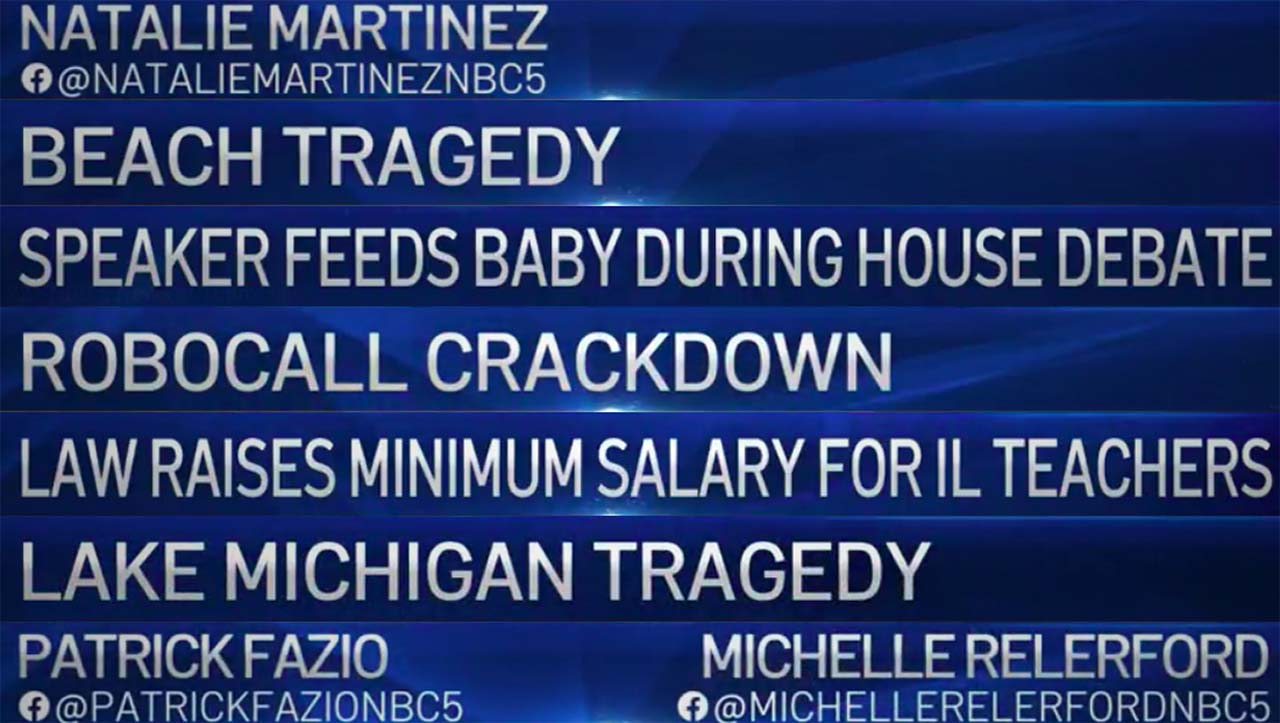 NATALIE MARTINEZ
@NATALIEMARTINEZNBC5
BEACH TRAGEDY
SPEAKER FEEDS BABY DURING HOUSE DEBATE
ROBOCALL CRACKDOWN
LAW RAISES MINIMUM SALARY FOR IL TEACHERS
LAKE MICHIGAN TRAGEDY
PATRICK FAZIO
@PATRICKFAZIONBC5
MICHELLE RELERFORD
@MICHELLERELERFORDNBC5